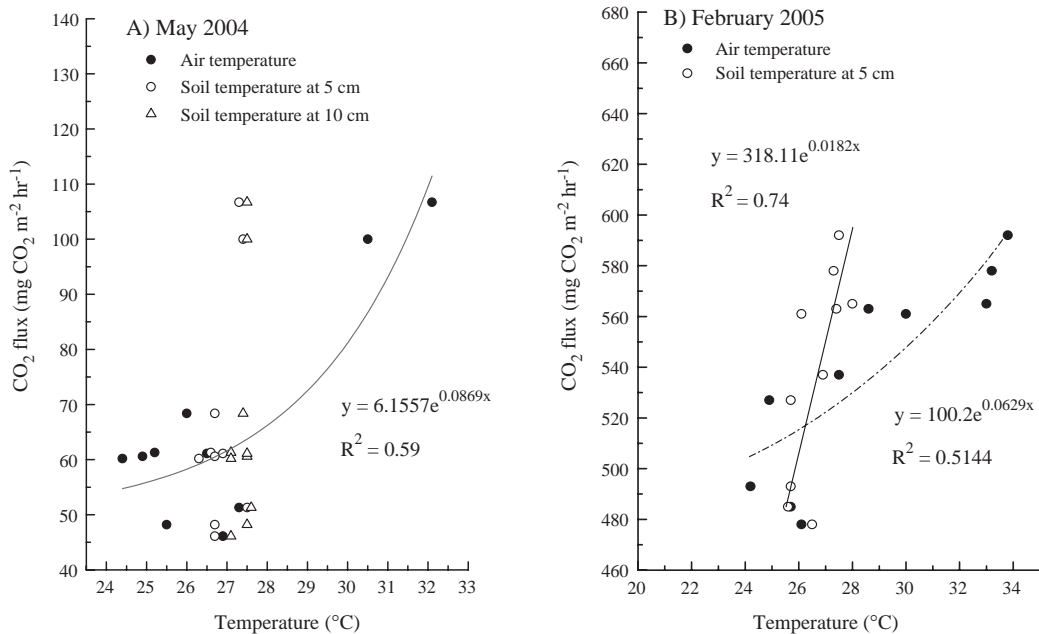 A) May 2004
Air temperature
Soil temperature at 5 cm
Soil temperature at 10 cm
140
130
120
110
100
90
80
70
60
50
40
CO2 flux (mg CO2 m-2 hr-1)
y = 6.1557e0.0869x
R2 = 0.59
24 25 26 27 28 29 30 31 32 33
Temperature (°C)
B) February 2005
Air temperature
Soil temperature at 5 cm
700
680
660
640
620
600
580
560
540
520
500
480
460
CO2 flux (mg CO2 m-2 hr-1)
y = 318.11e0.0182x
R2 = 0.74
y = 100.2e0.0629x
R2 = 0.5144
20 22 24 26 28 30 32 34
Temperature (°C)